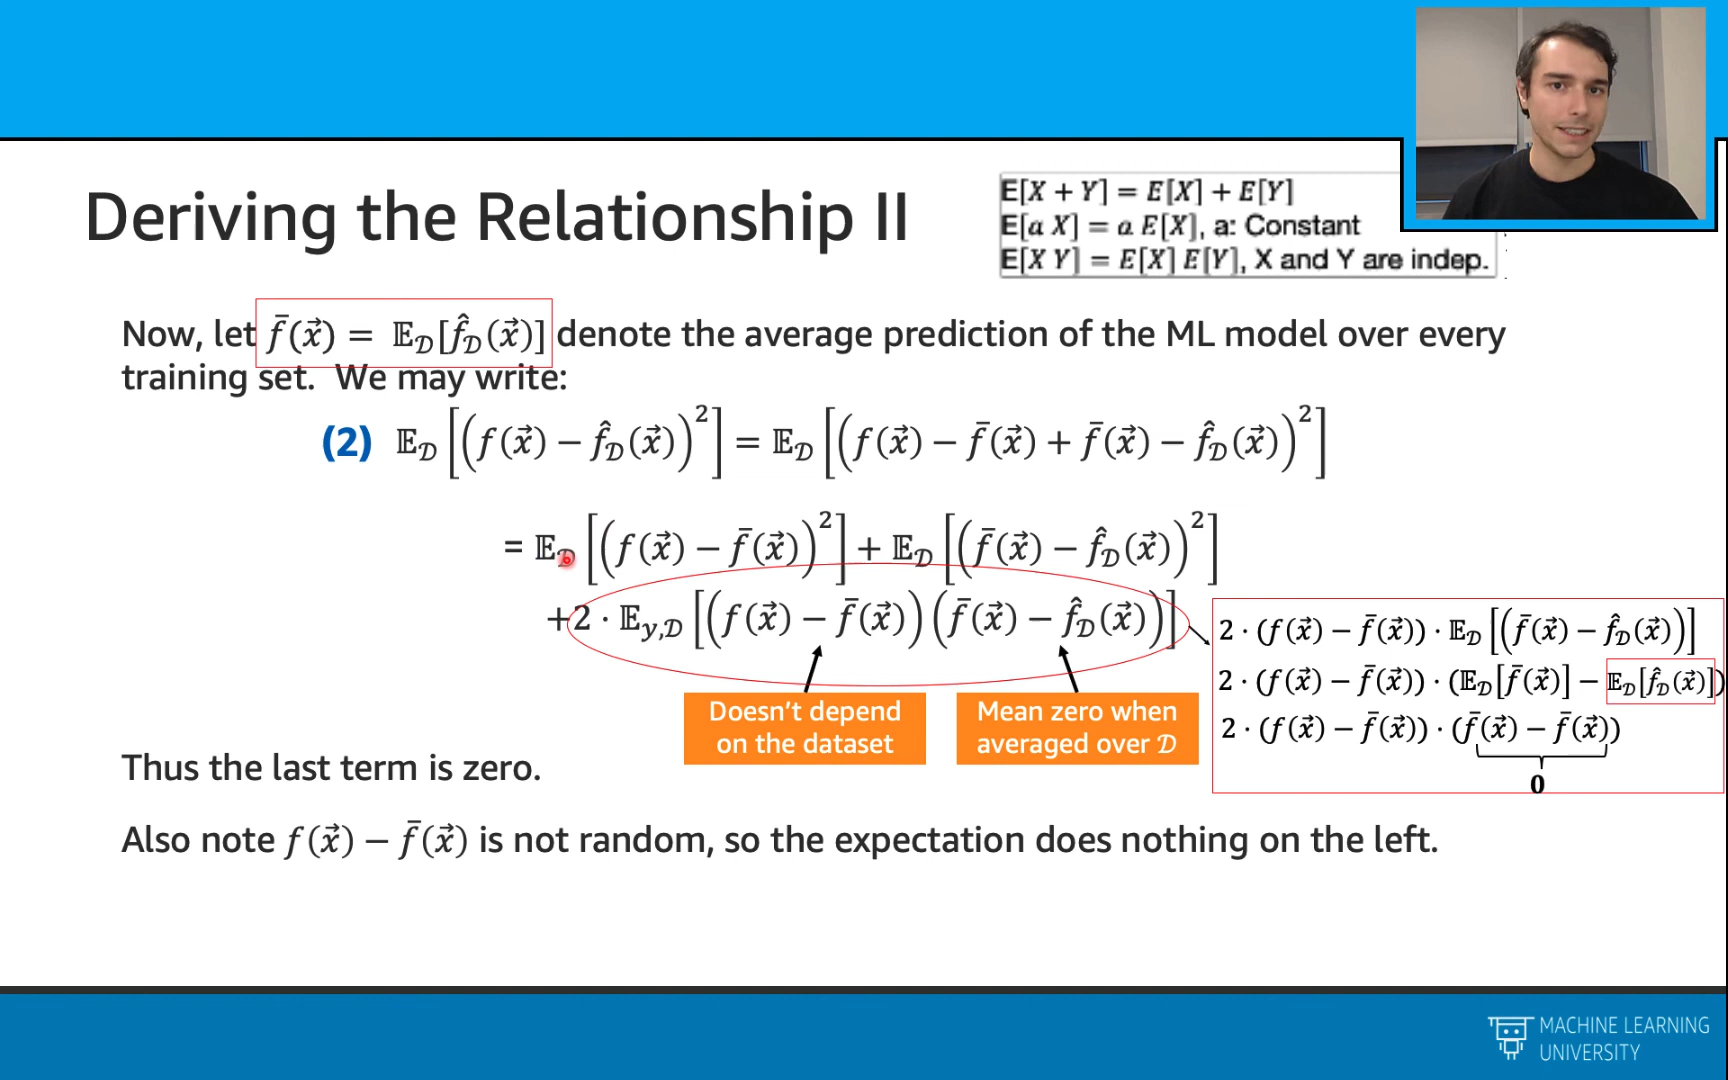 Deriving the Relationship II
E[X + Y] = E[X] + E[Y]
E[a X] = a E[X], a: Constant
E[X Y] = E[X] E[Y], X and Y are indep.
Now, let f̄(x⃗) = 𝔼_𝒟[f̂_𝒟(x⃗)] denote the average prediction of the ML model over every
training set. We may write:
(2) 𝔼_𝒟[(f(x⃗) − f̂_𝒟(x⃗))²] = 𝔼_𝒟[(f(x⃗) − f̄(x⃗) + f̄(x⃗) − f̂_𝒟(x⃗))²]
= 𝔼_𝒟[(f(x⃗) − f̄(x⃗))²] + 𝔼_𝒟[(f̄(x⃗) − f̂_𝒟(x⃗))²]
+2 · 𝔼_{y,𝒟}[(f(x⃗) − f̄(x⃗))(f̄(x⃗) − f̂_𝒟(x⃗))]
2 · (f(x⃗) − f̄(x⃗)) · 𝔼_𝒟[(f̄(x⃗) − f̂_𝒟(x⃗))]
2 · (f(x⃗) − f̄(x⃗)) · (𝔼_𝒟[f̄(x⃗)] − 𝔼_𝒟[f̂_𝒟(x⃗)])
2 · (f(x⃗) − f̄(x⃗)) · (f̄(x⃗) − f̄(x⃗))
0
Doesn't depend
on the dataset
Mean zero when
averaged over 𝒟
Thus the last term is zero.
Also note f(x⃗) − f̄(x⃗) is not random, so the expectation does nothing on the left.
MACHINE LEARNING
UNIVERSITY